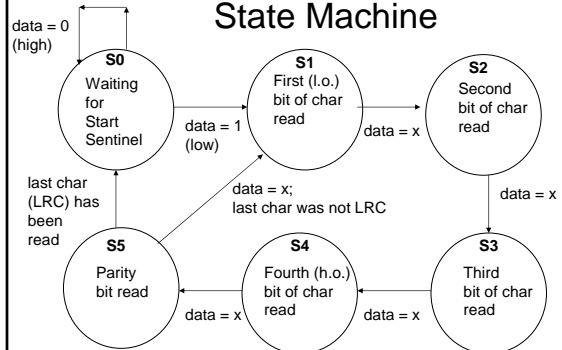 State Machine
data = 0
(high)
S0
Waiting
for
Start
Sentinel
data = 1
(low)
S1
First (l.o.)
bit of char
read
data = x
S2
Second
bit of char
read
data = x
S3
Third
bit of char
read
data = x
S4
Fourth (h.o.)
bit of char
read
data = x
S5
Parity
bit read
last char
(LRC) has
been
read
data = x;
last char was not LRC